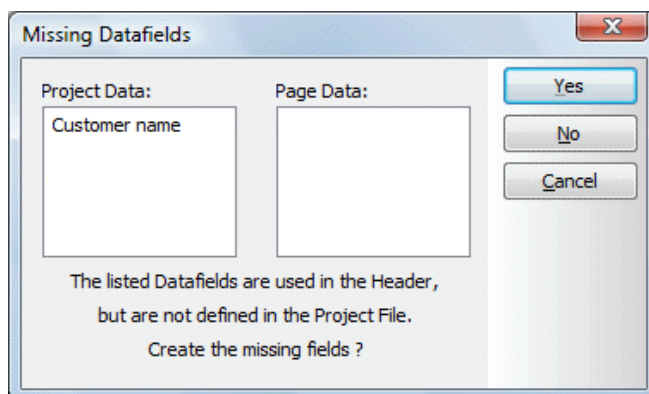 Missing Datafields
Project Data:
Customer name
Page Data:
The listed Datafields are used in the Header,
but are not defined in the Project File.
Create the missing fields ?
Yes
No
Cancel